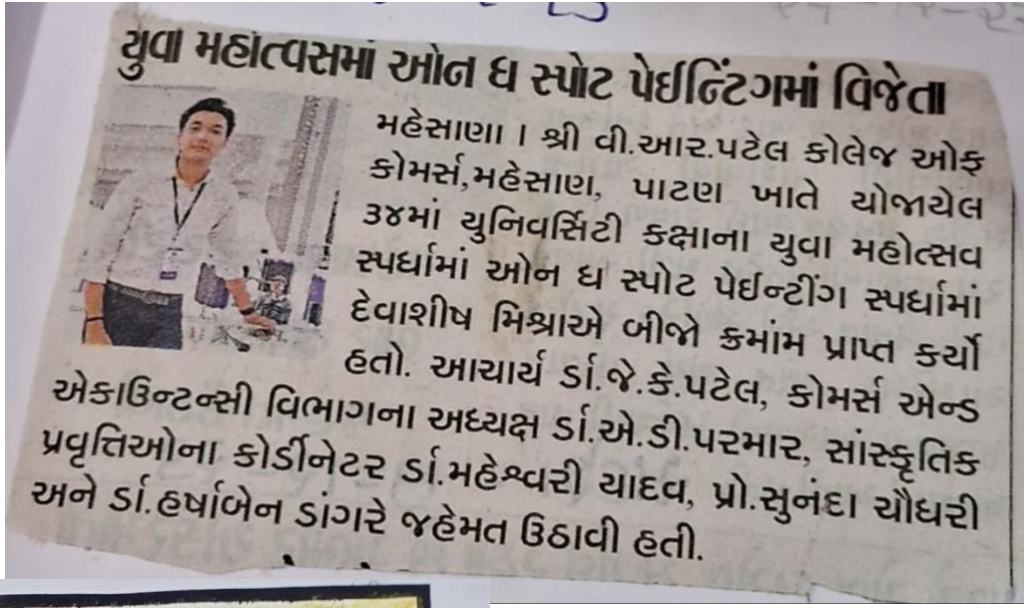 યુવા મહોત્વસમાં ઓન ધ સ્પોટ પેઈન્ટિંગમાં વિજેતા
મહેસાણા । શ્રી વી.આર.પટેલ કોલેજ ઓફ
કોમર્સ,મહેસાણ, પાટણ ખાતે યોજાયેલ
૩૪માં યુનિવર્સિટી કક્ષાના યુવા મહોત્સવ
સ્પર્ધામાં ઓન ધ સ્પોટ પેઈન્ટીંગ સ્પર્ધામાં
દેવાશીષ મિશ્રાએ બીજો ક્રમાંમ પ્રાપ્ત કર્યો
હતો. આચાર્ય ર્ડા.જે.કે.પટેલ, કોમર્સ એન્ડ
એકાઉન્ટન્સી વિભાગના અધ્યક્ષ ર્ડા.એ.ડી.પરમાર, સાંસ્કૃતિક
પ્રવૃત્તિઓના કોર્ડીનેટર ર્ડા.મહેશ્વરી યાદવ, પ્રો.સુનંદા ચૌધરી
અને ર્ડા.હર્ષાબેન ડાંગરે જહેમત ઉઠાવી હતી.